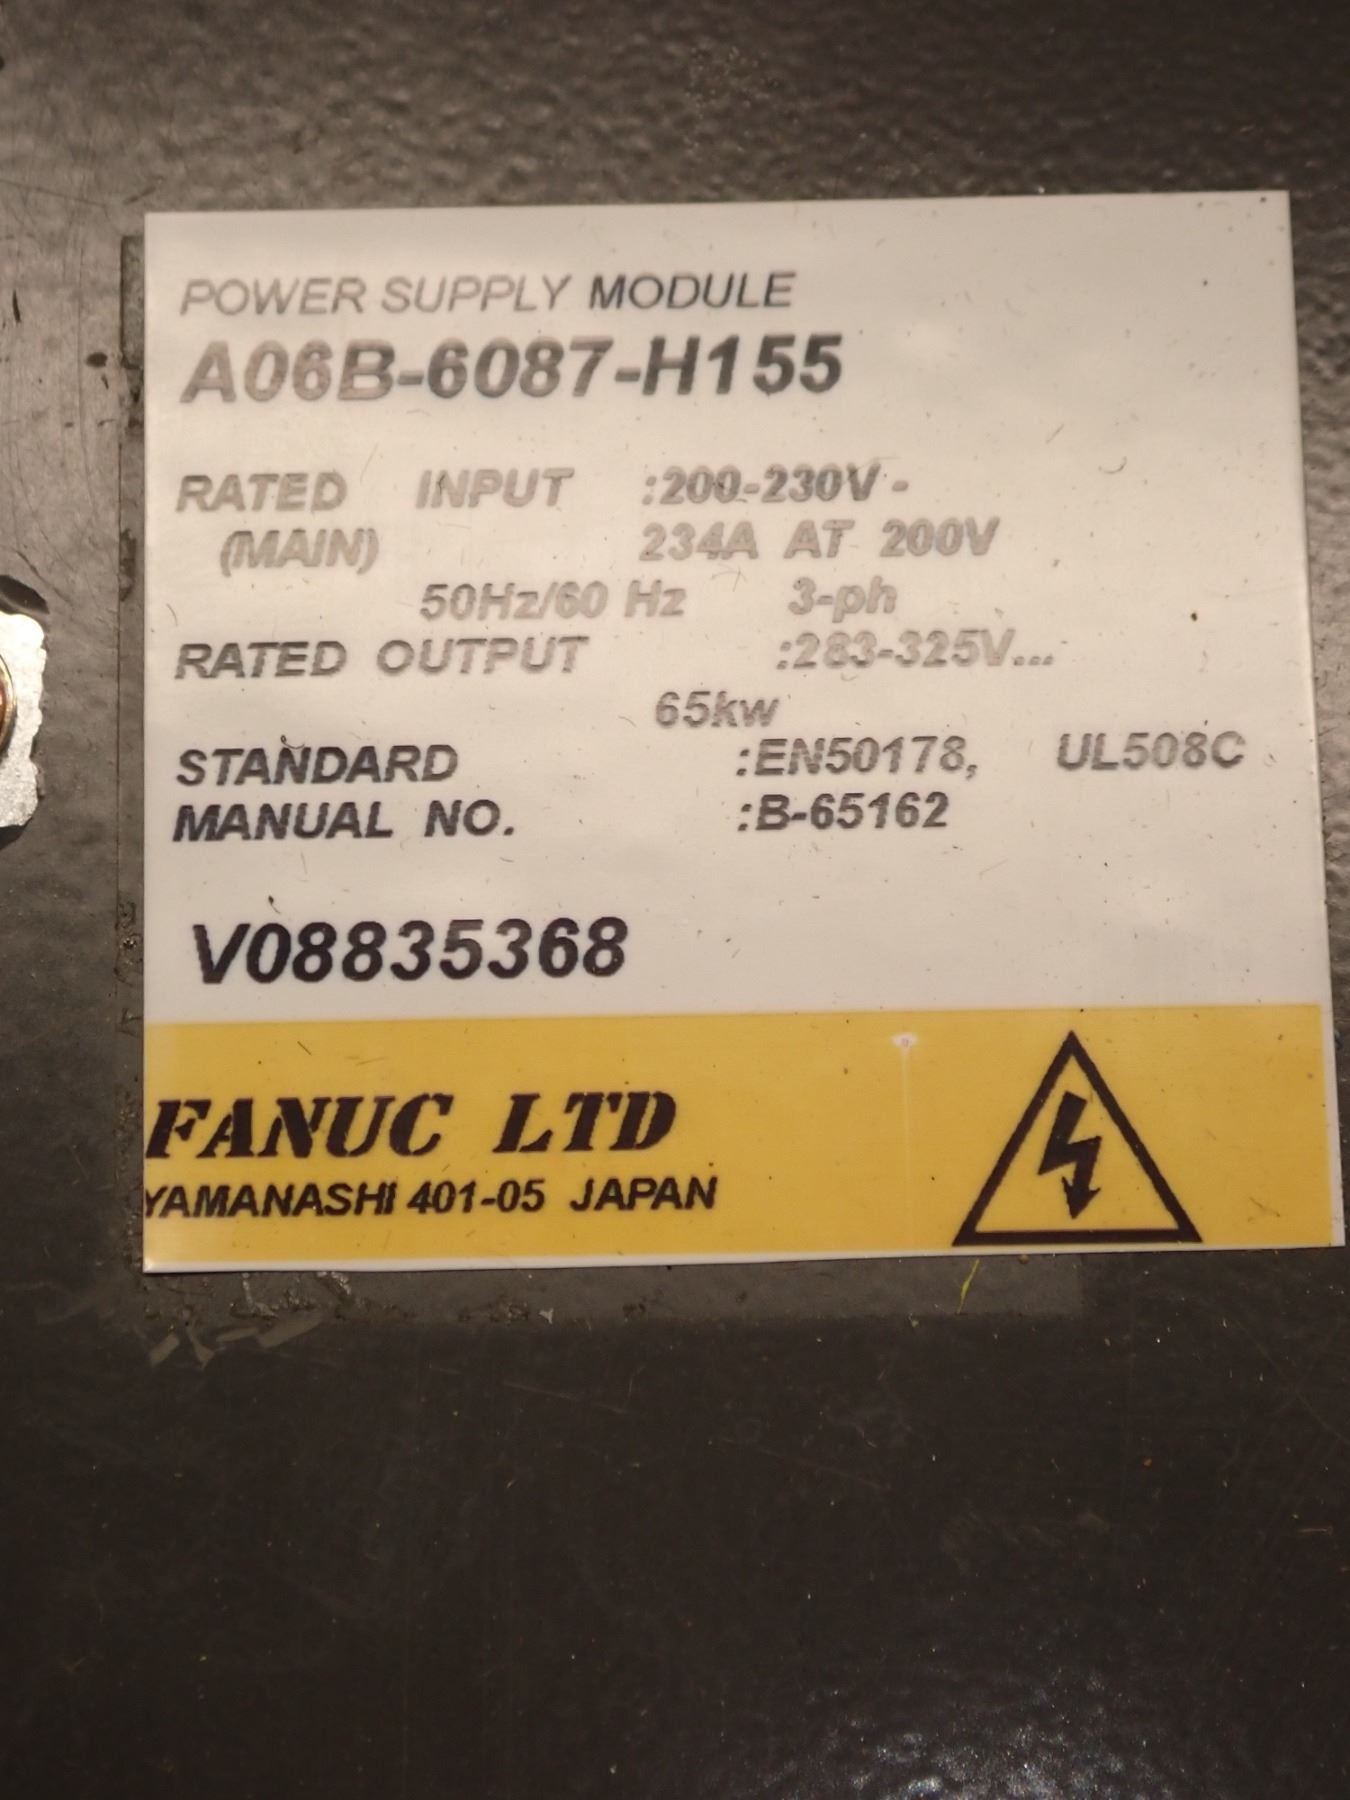 POWER SUPPLY MODULE
A06B-6087-H155
RATED INPUT :200-230V -
(MAIN) 234A AT 200V
50Hz/60 Hz 3-ph
RATED OUTPUT :283-325V...
65kw
STANDARD :EN50178, UL508C
MANUAL NO. :B-65162
V08835368
FANUC LTD
YAMANASHI 401-05 JAPAN